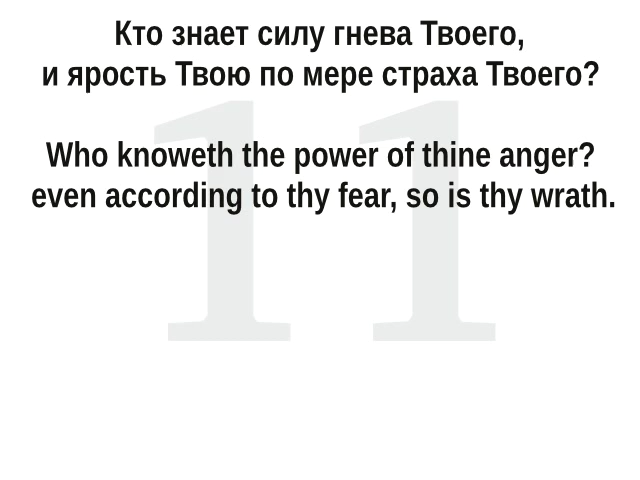 Кто знает силу гнева Твоего,
и ярость Твою по мере страха Твоего?
Who knoweth the power of thine anger?
even according to thy fear, so is thy wrath.
11